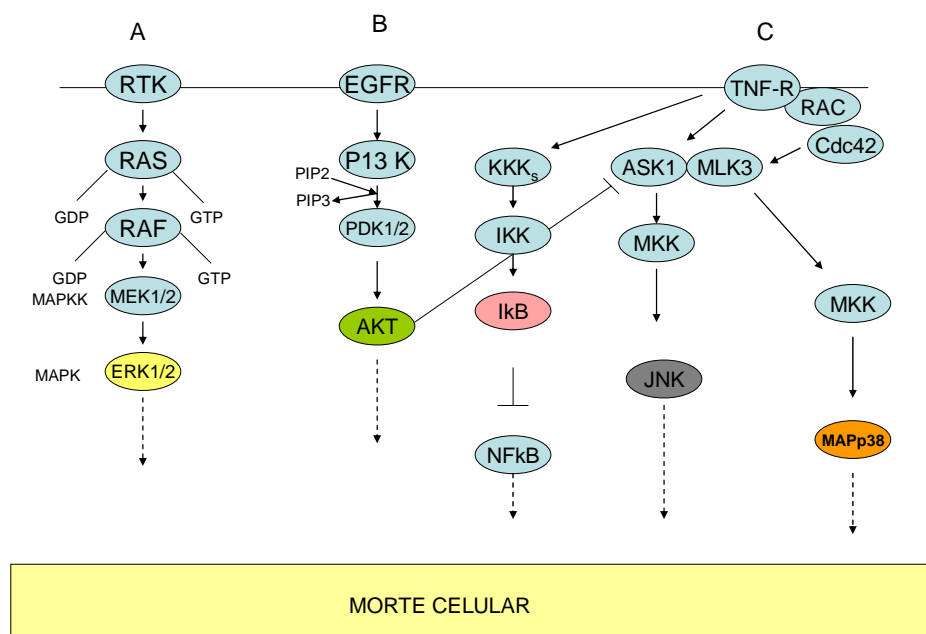 A
B
C
RTK
EGFR
TNF-R
RAC
Cdc42
RAS
P13 K
KKKs
ASK1
MLK3
PIP2
PIP3
GDP
GTP
RAF
PDK1/2
IKK
MKK
GDP
GTP
MAPKK
MEK1/2
AKT
IkB
MKK
MAPK
ERK1/2
JNK
NFkB
MAPp38
MORTE CELULAR